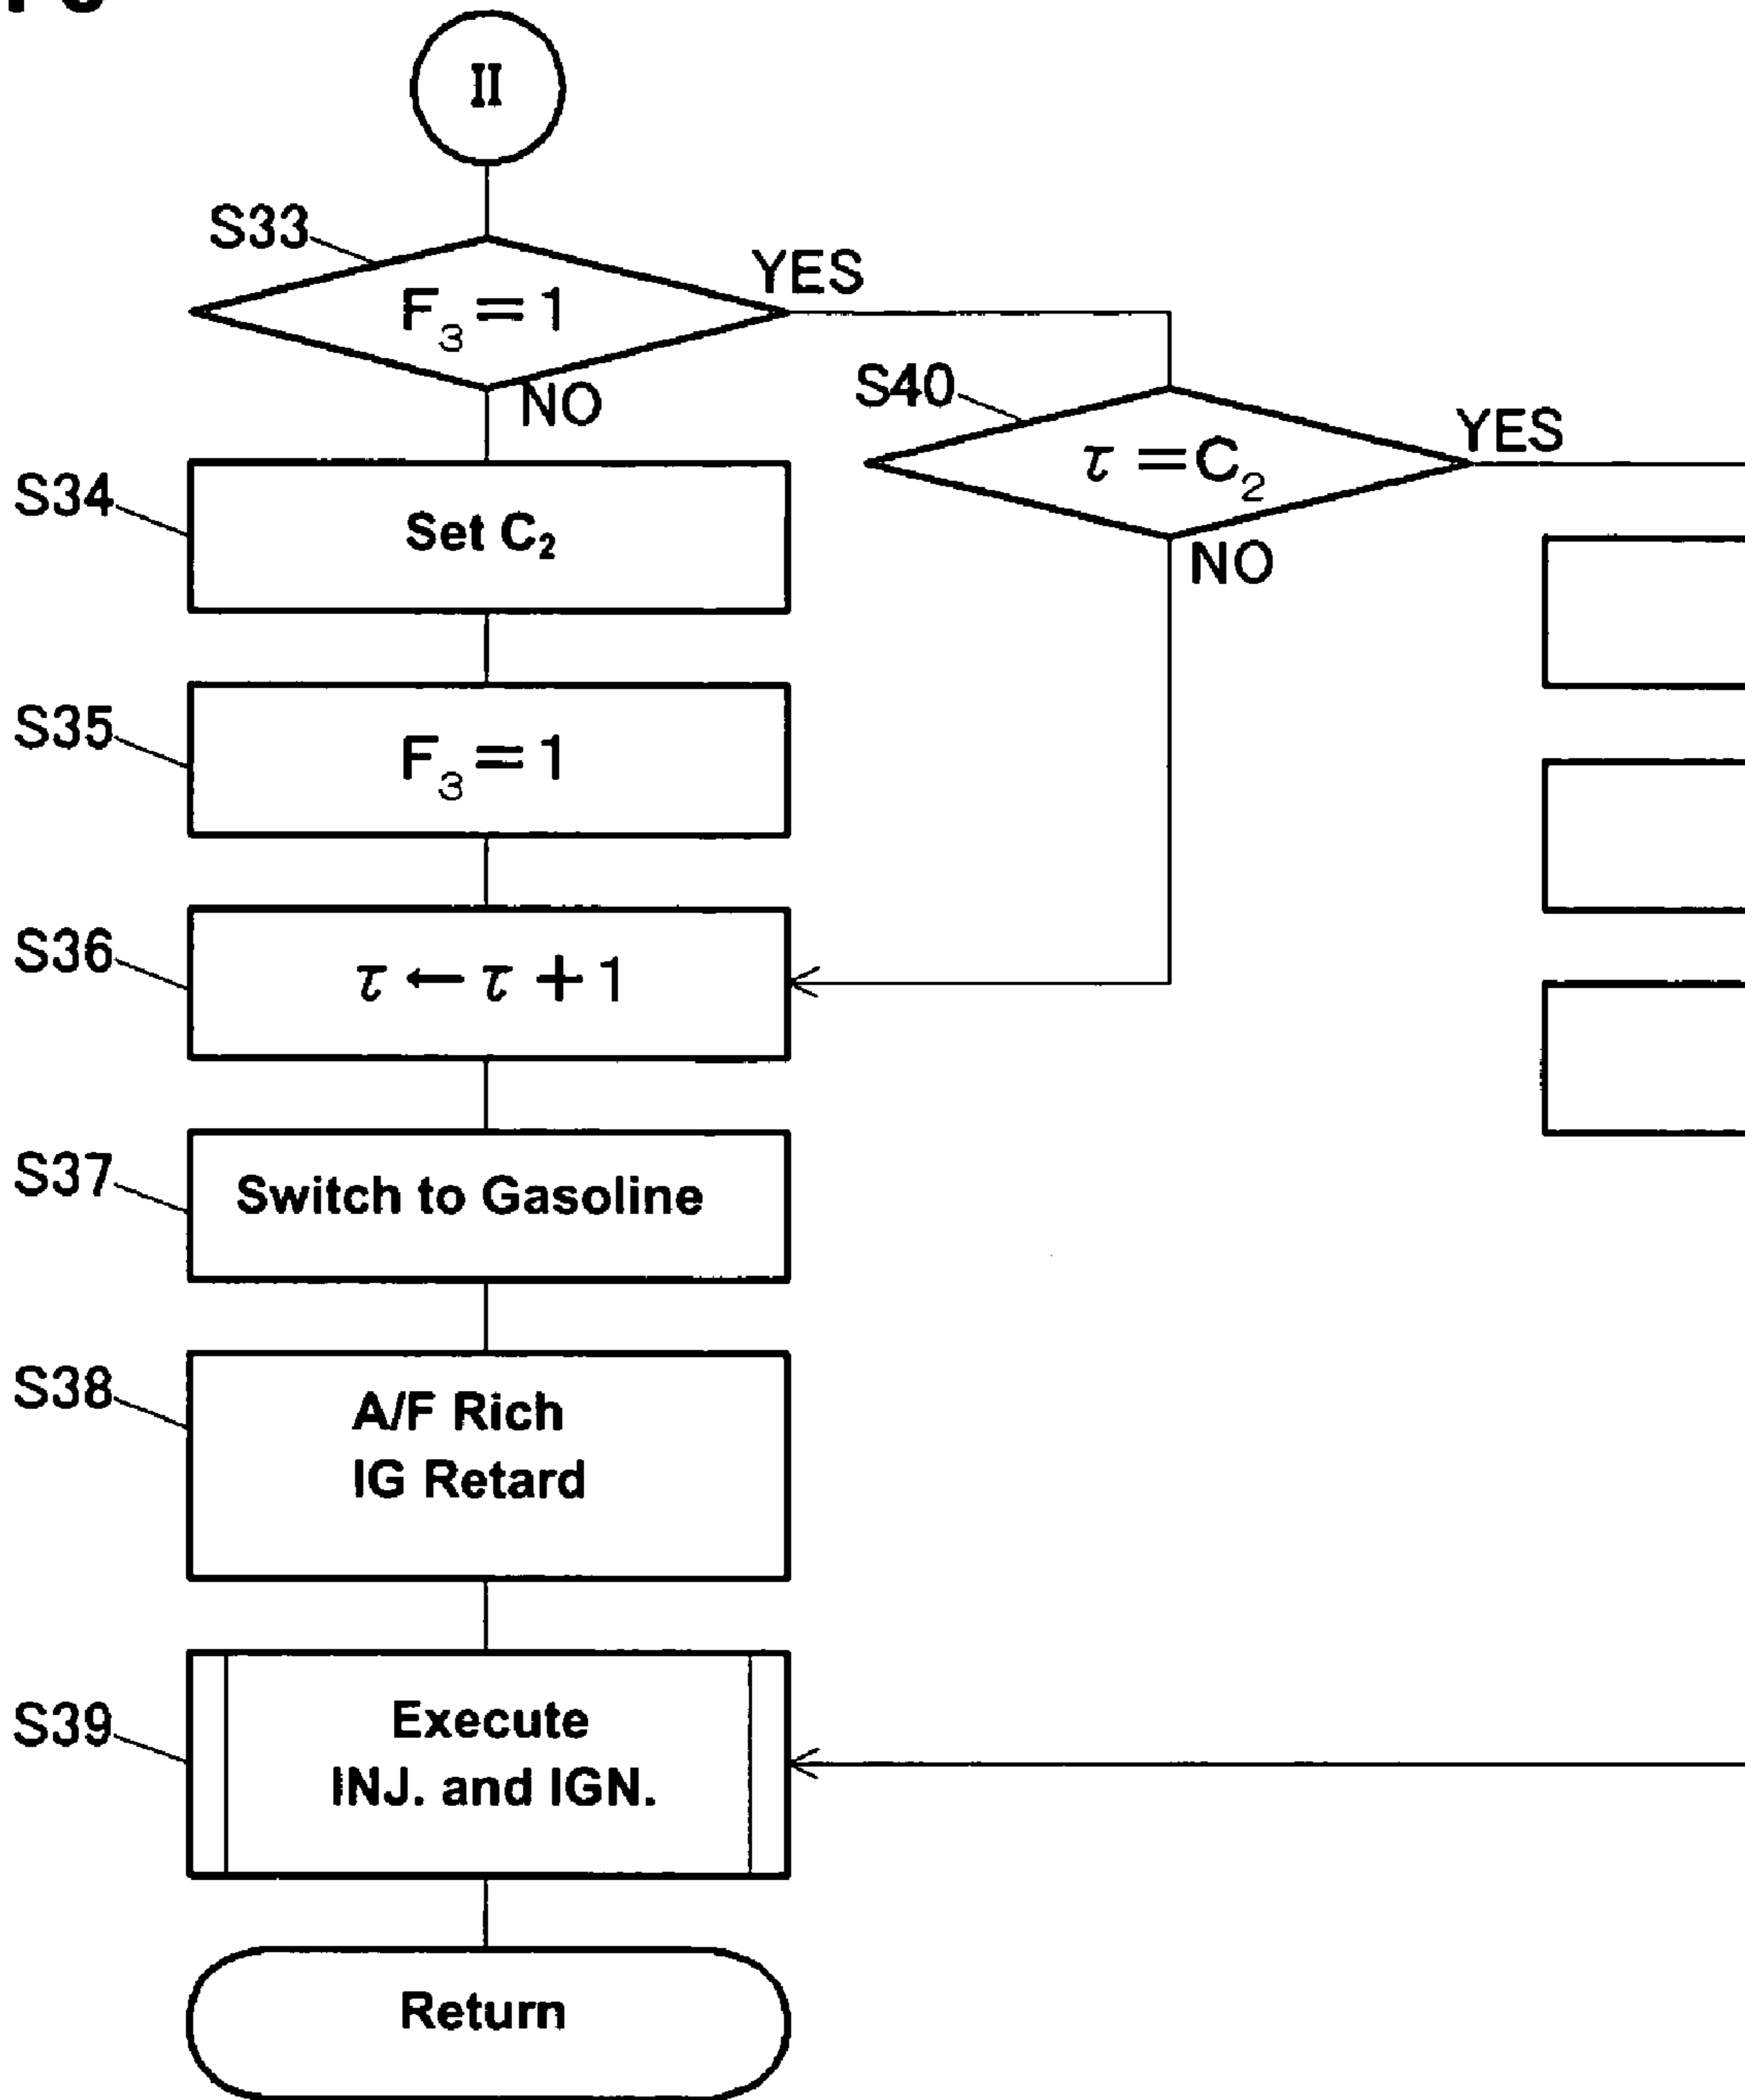 II
S33
F₃=1
YES
NO
S40
τ=C₂
YES
NO
S34
Set C₂
S35
F₃=1
S36
τ←τ+1
S37
Switch to Gasoline
S38
A/F Rich
IG Retard
S39
Execute
INJ. and IGN.
Return